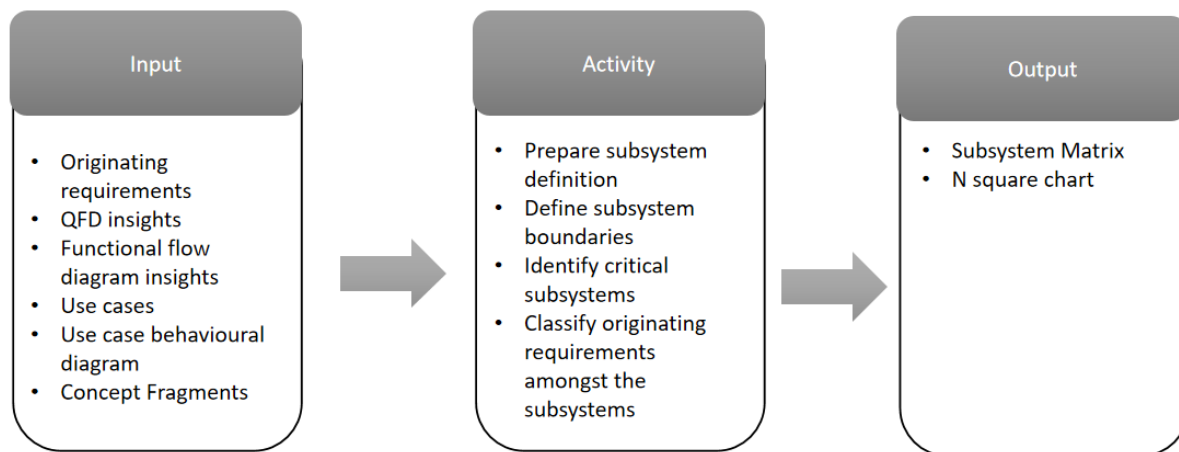 Input
• Originating
requirements
• QFD insights
• Functional flow
diagram insights
• Use cases
• Use case behavioural
diagram
• Concept Fragments
Activity
• Prepare subsystem
definition
• Define subsystem
boundaries
• Identify critical
subsystems
• Classify originating
requirements
amongst the
subsystems
Output
• Subsystem Matrix
• N square chart